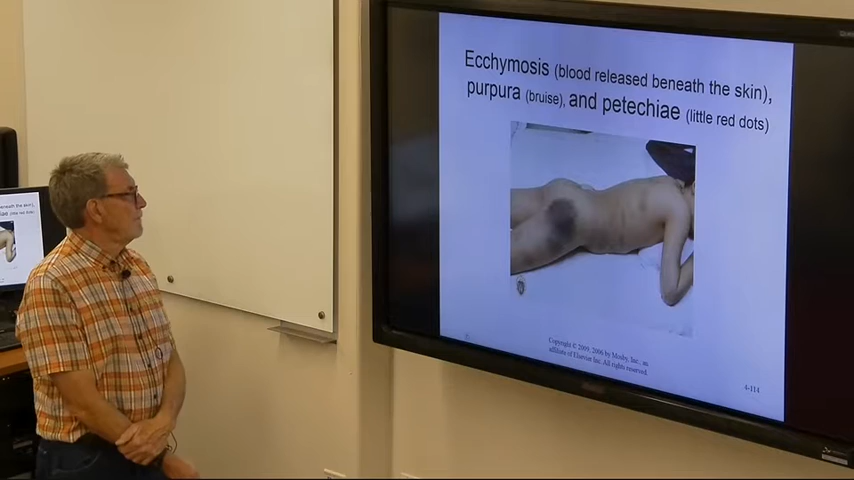 Ecchymosis (blood released beneath the skin),
purpura (bruise), and petechiae (little red dots)
Copyright © 2009, 2006 by Mosby, Inc., an
affiliate of Elsevier Inc. All rights reserved.
4-114